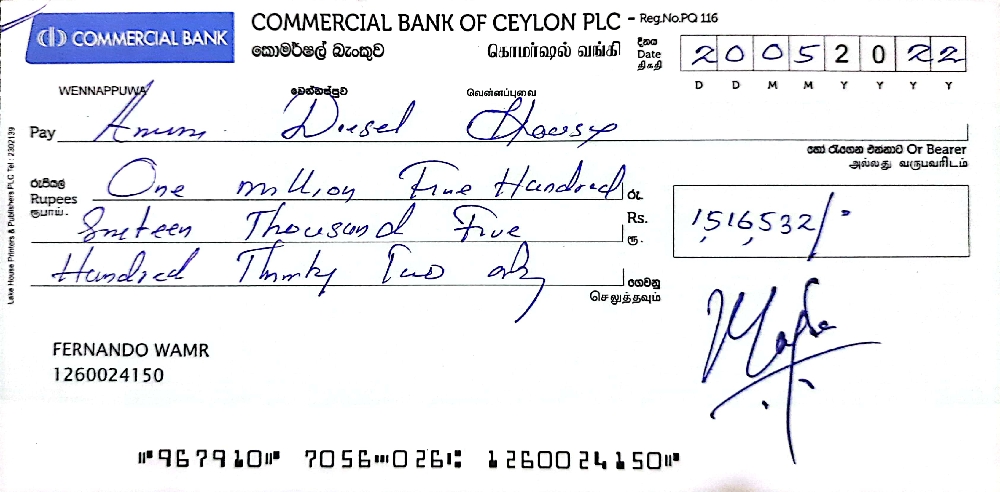 COMMERCIAL BANK
COMMERCIAL BANK OF CEYLON PLC - Reg.No.PQ 116
කොමර්ෂල් බැංකුව கொமர்ஷல் வங்கி
දිනය
Date
திகதி
2 0 0 5 2 0 2 2
D D M M Y Y Y Y
WENNAPPUWA වෙන්නප්පුව வென்னப்புவை
Pay Diesel House
හෝ රැගෙන එන්නාට Or Bearer
அல்லது வருபவரிடம்
රුපියල්
Rupees
ரூபாய்.
One million Five Hundred
Sixteen Thousand Five
Hundred Thirty Two only
රු.
Rs.
ரூ.
1,516,532/-
ගෙවනු
செலுத்தவும்
FERNANDO WAMR
1260024150
967910 7056 026 1260024150
Lake House Printers & Publishers PLC Tel : 2302139